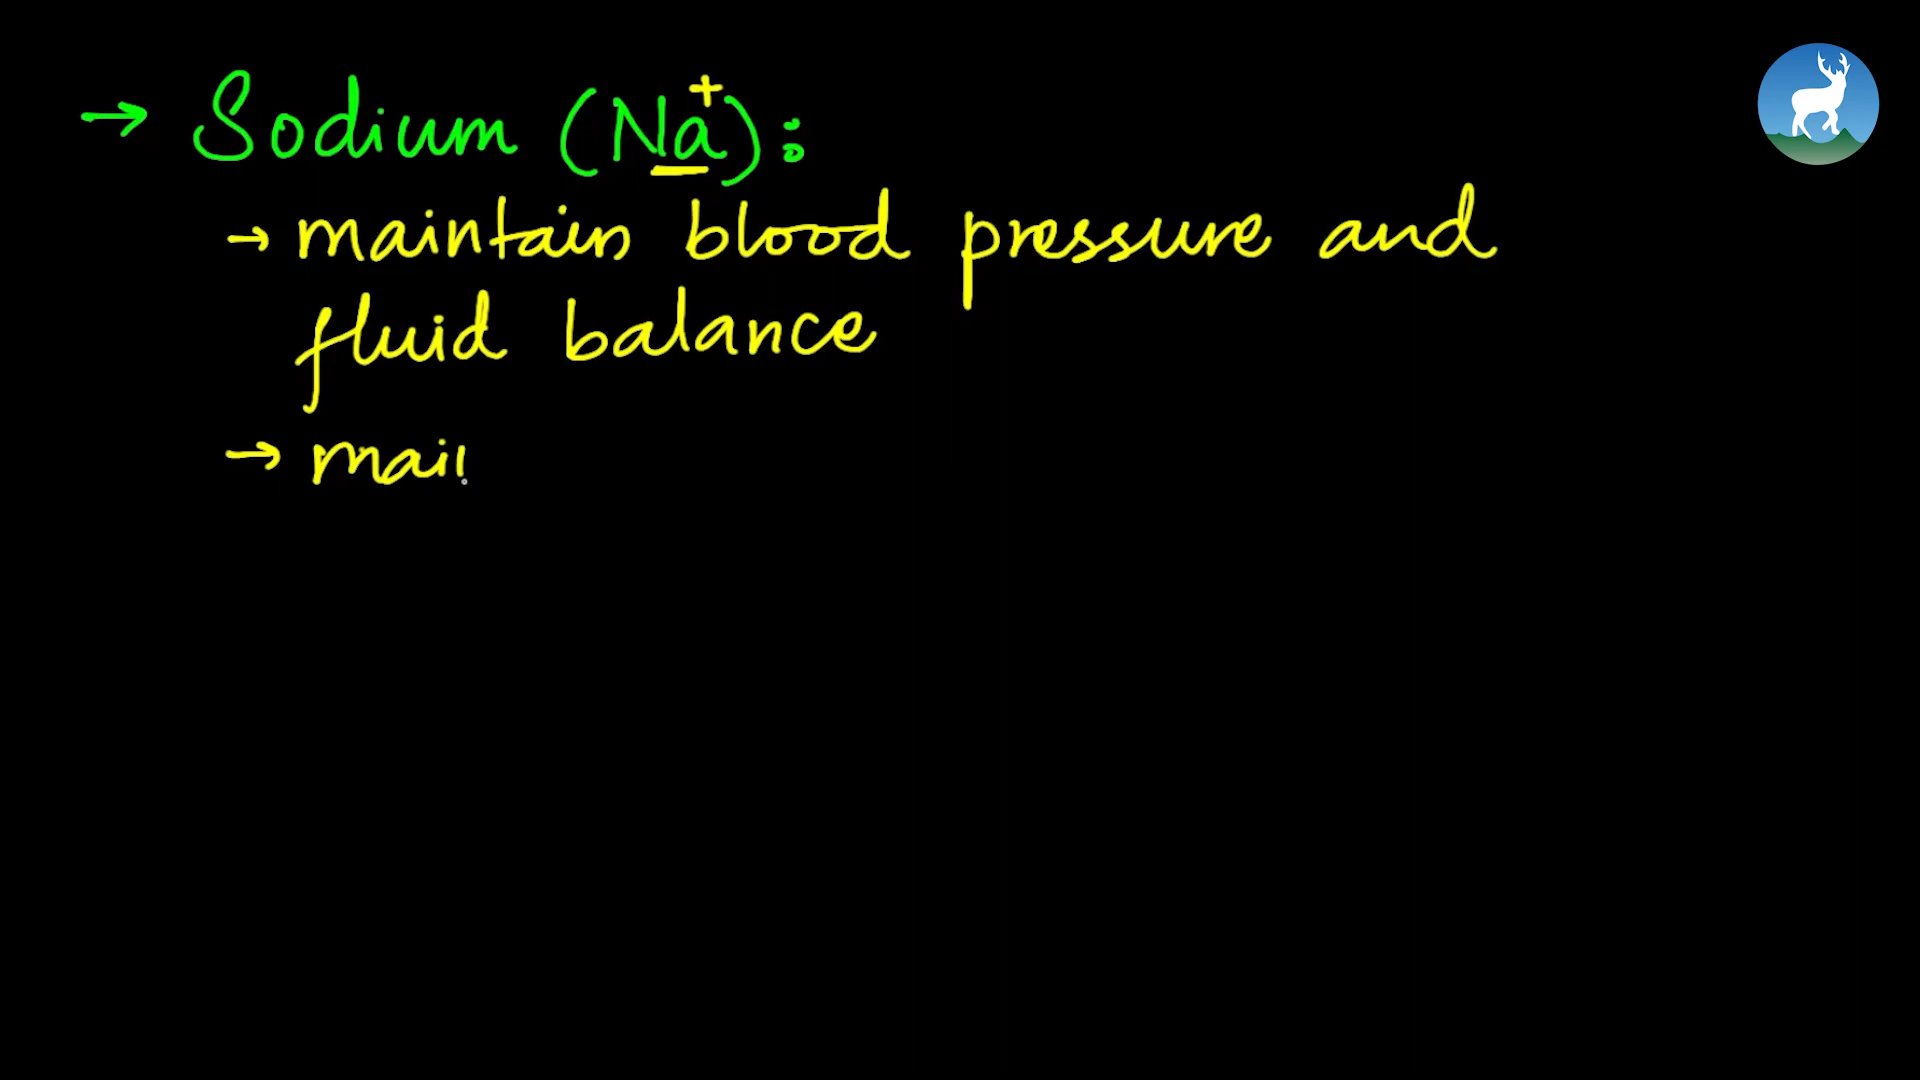 → Sodium (Na⁺):
→ maintain blood pressure and
fluid balance
→ mai